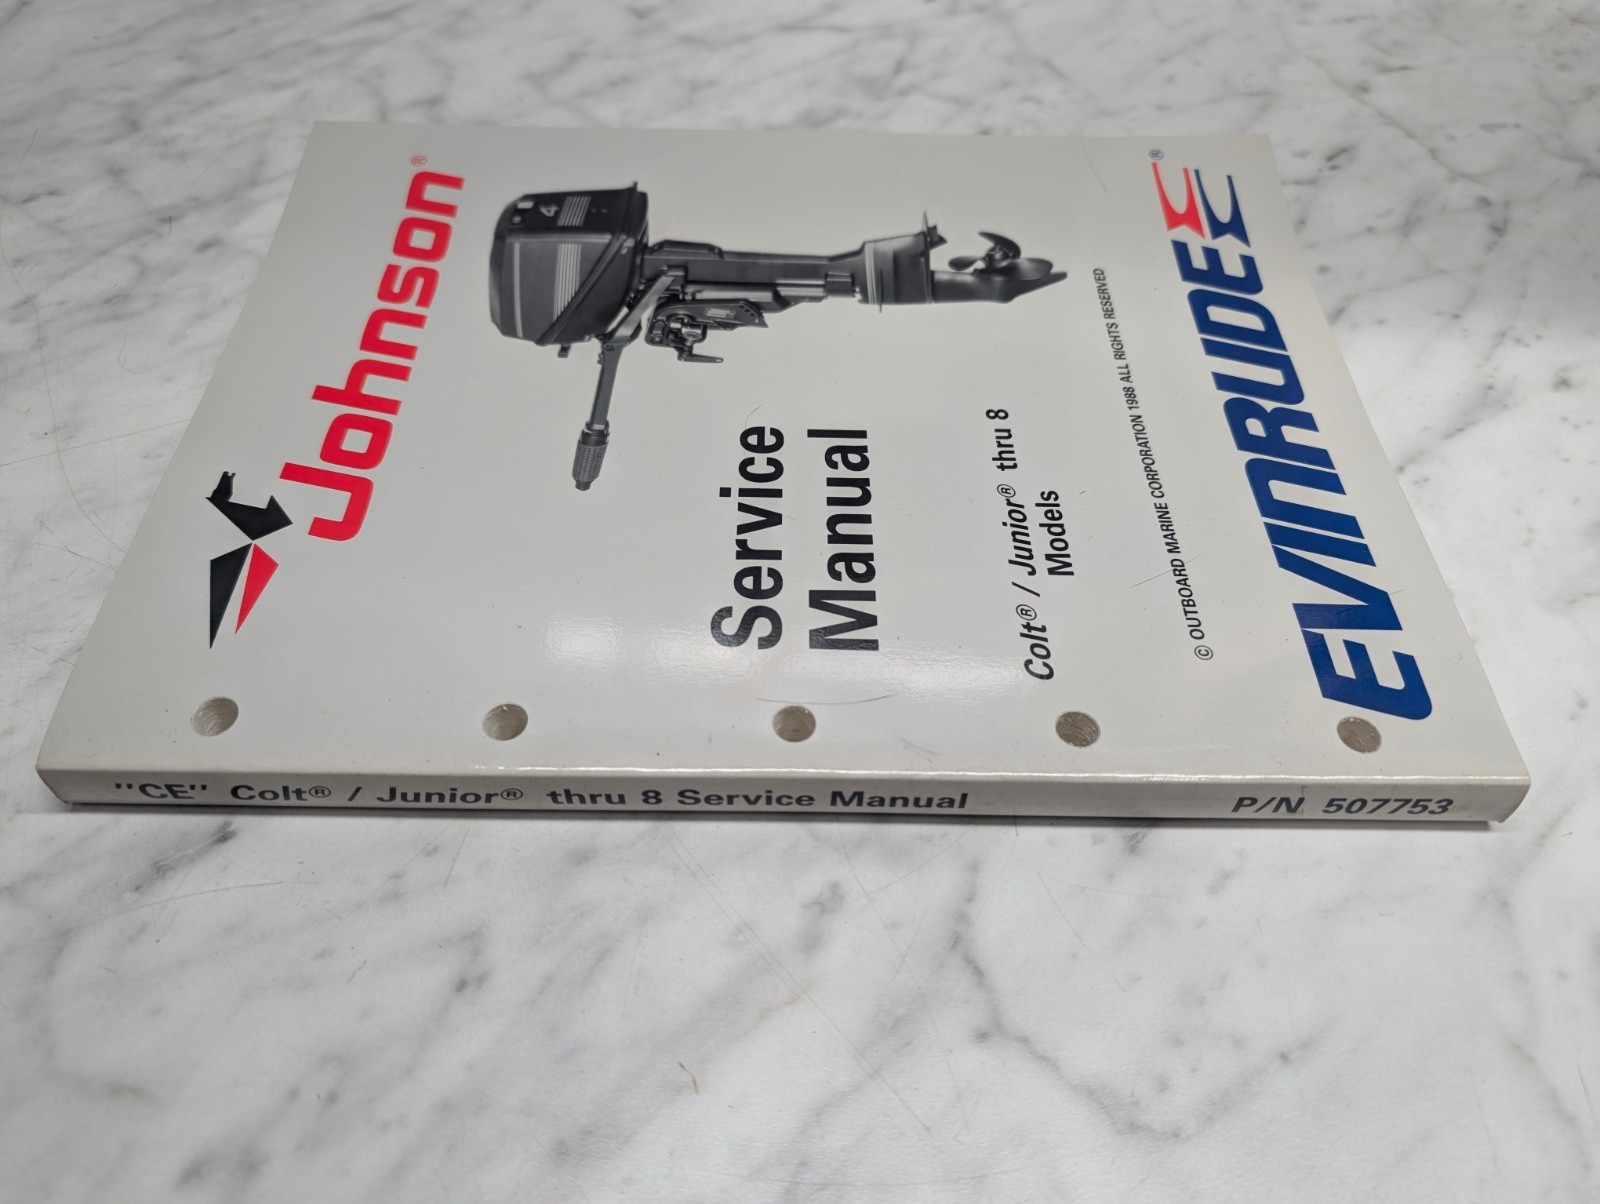 Johnson®
4
Service
Manual
Colt® / Junior® thru 8
Models
© OUTBOARD MARINE CORPORATION 1988 ALL RIGHTS RESERVED
EVINRUDE®
"CE" Colt® / Junior® thru 8 Service Manual P/N 507753